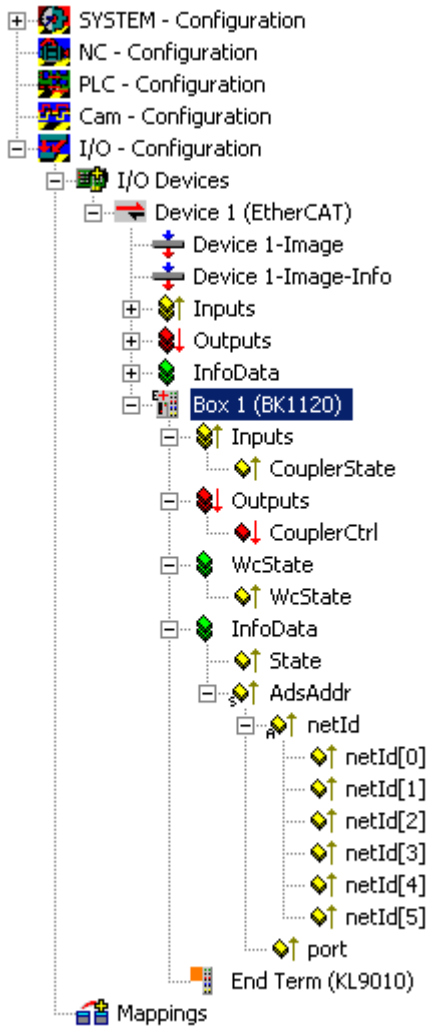 SYSTEM - Configuration
NC - Configuration
PLC - Configuration
Cam - Configuration
I/O - Configuration
I/O Devices
Device 1 (EtherCAT)
Device 1-Image
Device 1-Image-Info
Inputs
Outputs
InfoData
Box 1 (BK1120)
Inputs
CouplerState
Outputs
CouplerCtrl
WcState
WcState
InfoData
State
AdsAddr
netId
netId[0]
netId[1]
netId[2]
netId[3]
netId[4]
netId[5]
port
End Term (KL9010)
Mappings